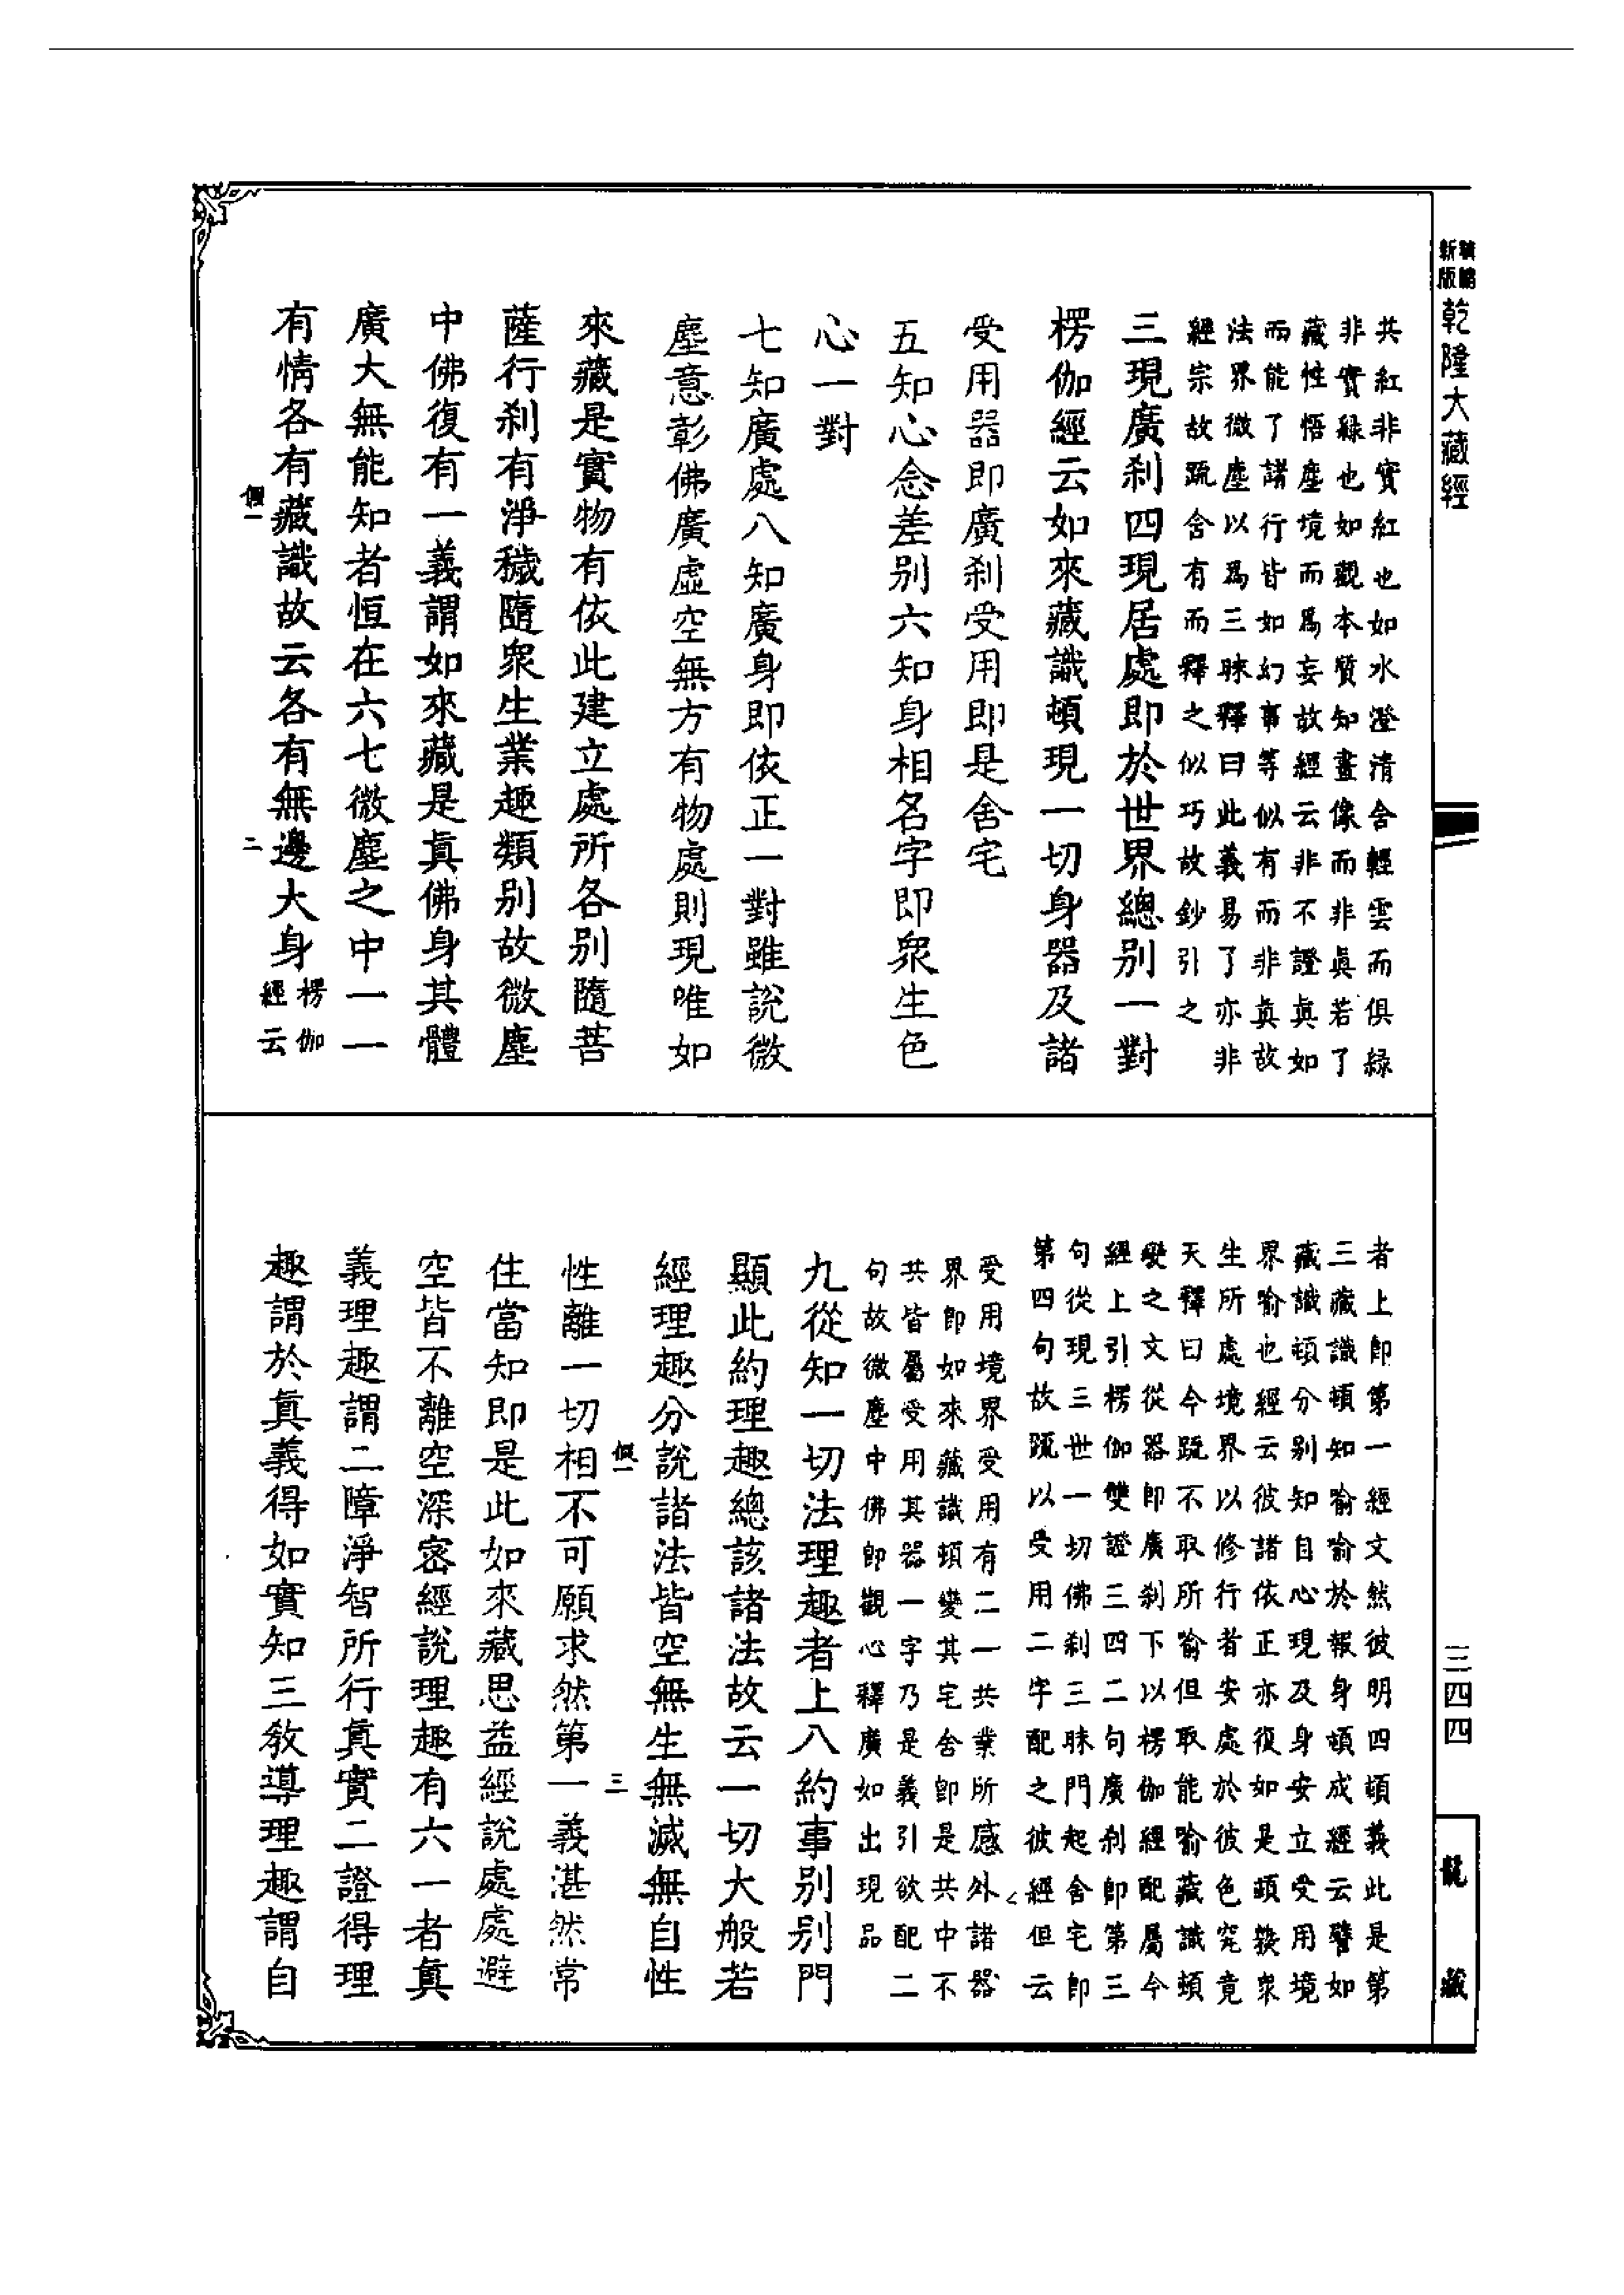 新版
精縮
乾隆大藏經
共紅非實紅也如水澄清含輕雲而俱緑
非實緑也如觀本質知畫像而非眞若了
藏性悟塵境而爲妄故經云非不證眞如
而能了諸行皆如幻事等似有而非眞故
法界微塵以爲三昧釋曰此義易了亦非
經宗故䟽含有而釋之似巧故鈔引之
三現廣刹四現居處即於世界總别一對
楞伽經云如來藏識頓現一切身器及諸
受用器即廣刹受用即是舍宅
五知心念差别六知身相名字即衆生色
心一對
七知廣處八知廣身即依正一對雖說微
塵意彰佛廣虛空無方有物處則現唯如
來藏是實物有依此建立處所各别隨菩
薩行刹有淨穢隨衆生業趣類别故微塵
中佛復有一義謂如來藏是眞佛身其體
廣大無能知者恒在六七微塵之中一一
有情各有藏識故云各有無邊大身楞伽
經云
者上即第一經文然彼明四頓義此是第
三藏識頓知喻喻於報身頓成經云譬如
藏識頓分别知自心現及身安立受用境
界喻也經云彼諸依正亦復如是頓熟衆
生所處境界以修行者安處於彼色究竟
天釋曰今䟽不取所喻但取能喻藏識頓
變之文從器即廣刹下以楞伽經配屬今
經上引楞伽雙證三四二句廣刹即第三
句從現三世一切佛刹三昧門起舍宅即
第四句故䟽以受用二字配之彼經但云
受用境界受用有二一共業所感外諸器
界即如來藏識頓變其宅舍即是共中不
共皆屬受用其器一字乃是義引欲配二
句故微塵中佛即觀心釋廣如出現品
九從知一切法理趣者上八約事别别門
顯此約理趣總該諸法故云一切大般若
經理趣分說諸法皆空無生無滅無自性
性離一切相不可願求然第一義湛然常
住當知即是此如來藏思益經說處處避
空皆不離空深密經說理趣有六一者眞
義理趣謂二障淨智所行眞實二證得理
趣謂於眞義得如實知三敎導理趣謂自
三四四
龍藏